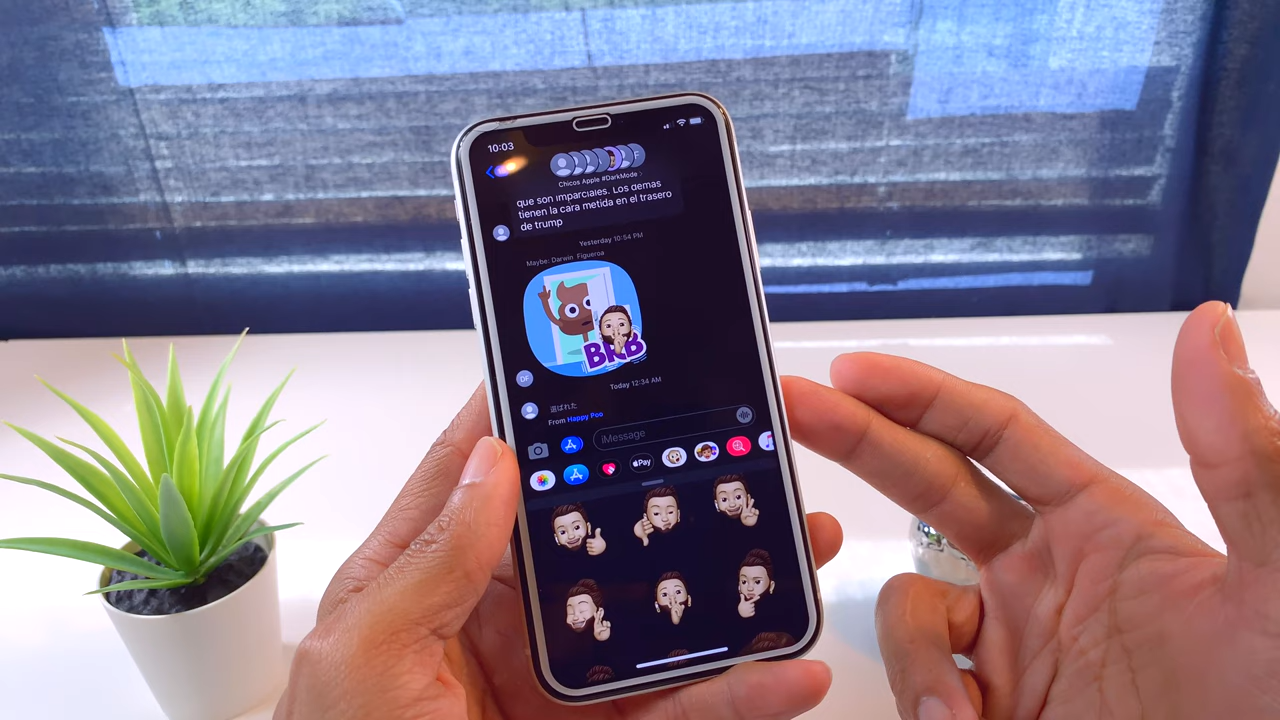 10:03
F
Chicos Apple #DarkMode >
que son imparciales. Los demas
tienen la cara metida en el trasero
de trump
Yesterday 10:54 PM
Maybe: Darwin Figueroa
BRB
DF
Today 12:34 AM
選ばれた
From Happy Poo
iMessage
Pay